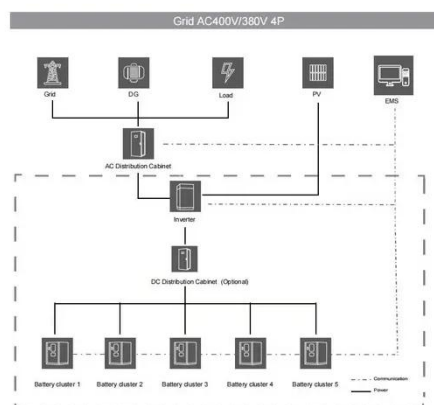 Grid AC400V/380V 4P
Grid
DG
Load
PV
EMS
AC Distribution Cabinet
Inverter
DC Distribution Cabinet (Optional)
Battery cluster 1
Battery cluster 2
Battery cluster 3
Battery cluster 4
Battery cluster 5
Communication
Power